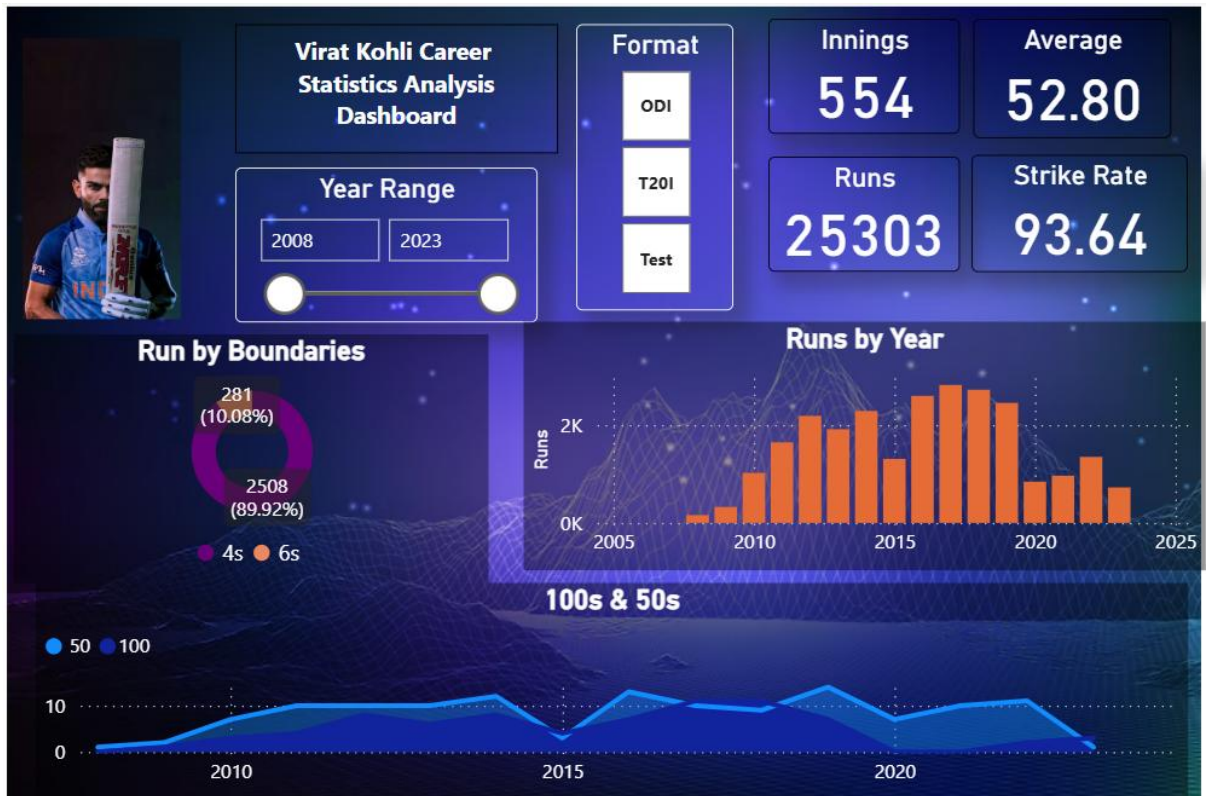 Virat Kohli Career
Statistics Analysis
Dashboard
Format
ODI
T20I
Test
Innings
554
Average
52.80
Runs
25303
Strike Rate
93.64
Year Range
2008
2023
Run by Boundaries
281
(10.08%)
2508
(89.92%)
4s
6s
Runs by Year
Runs
2K
0K
2005
2010
2015
2020
2025
100s & 50s
50
100
10
0
2010
2015
2020